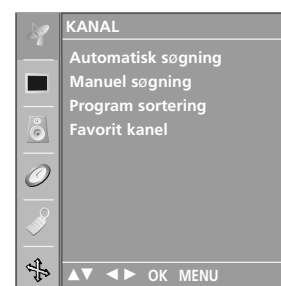 KANAL
Automatisk søgning
Manuel søgning
Program sortering
Favorit kanel
▲▼ ◄► OK MENU